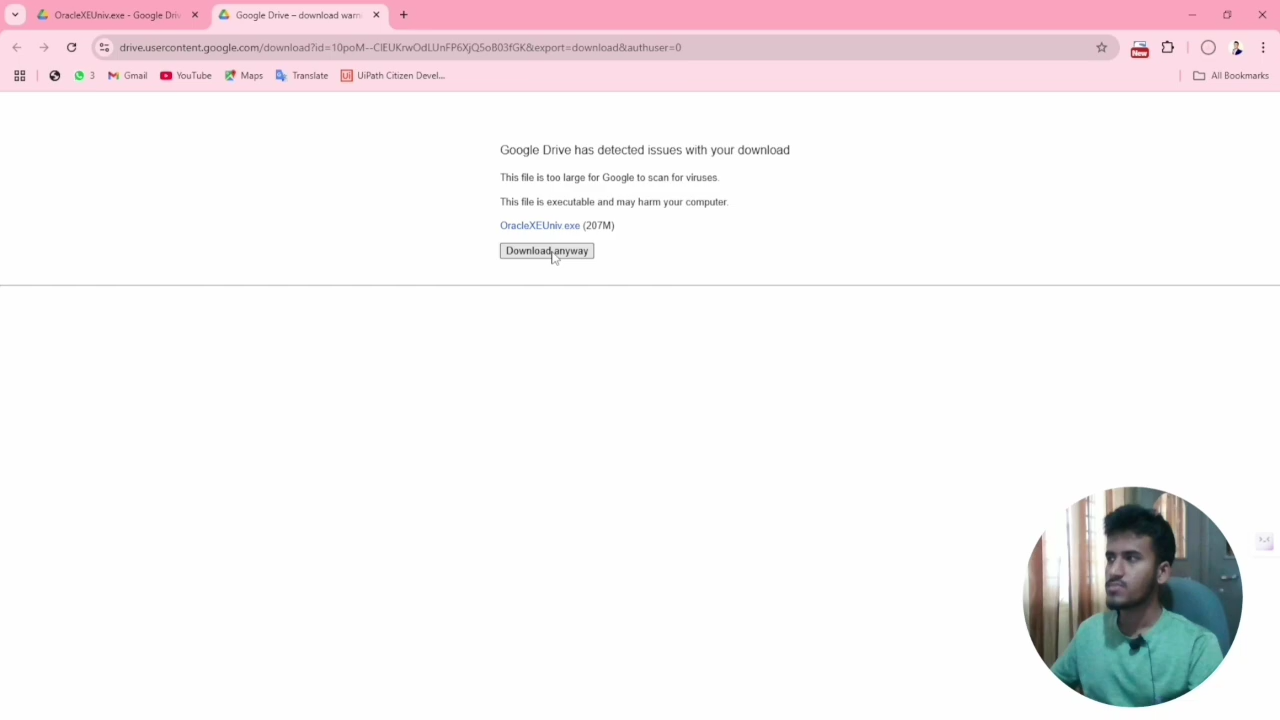 OracleXEUniv.exe - Google Driv
Google Drive – download warn
drive.usercontent.google.com/download?id=10poM--ClEUKrwOdLUnFP6XjQ5oB03fGK&export=download&authuser=0
New
3
Gmail
YouTube
Maps
Translate
UiPath Citizen Devel...
All Bookmarks
Google Drive has detected issues with your download
This file is too large for Google to scan for viruses.
This file is executable and may harm your computer.
OracleXEUniv.exe (207M)
Download anyway